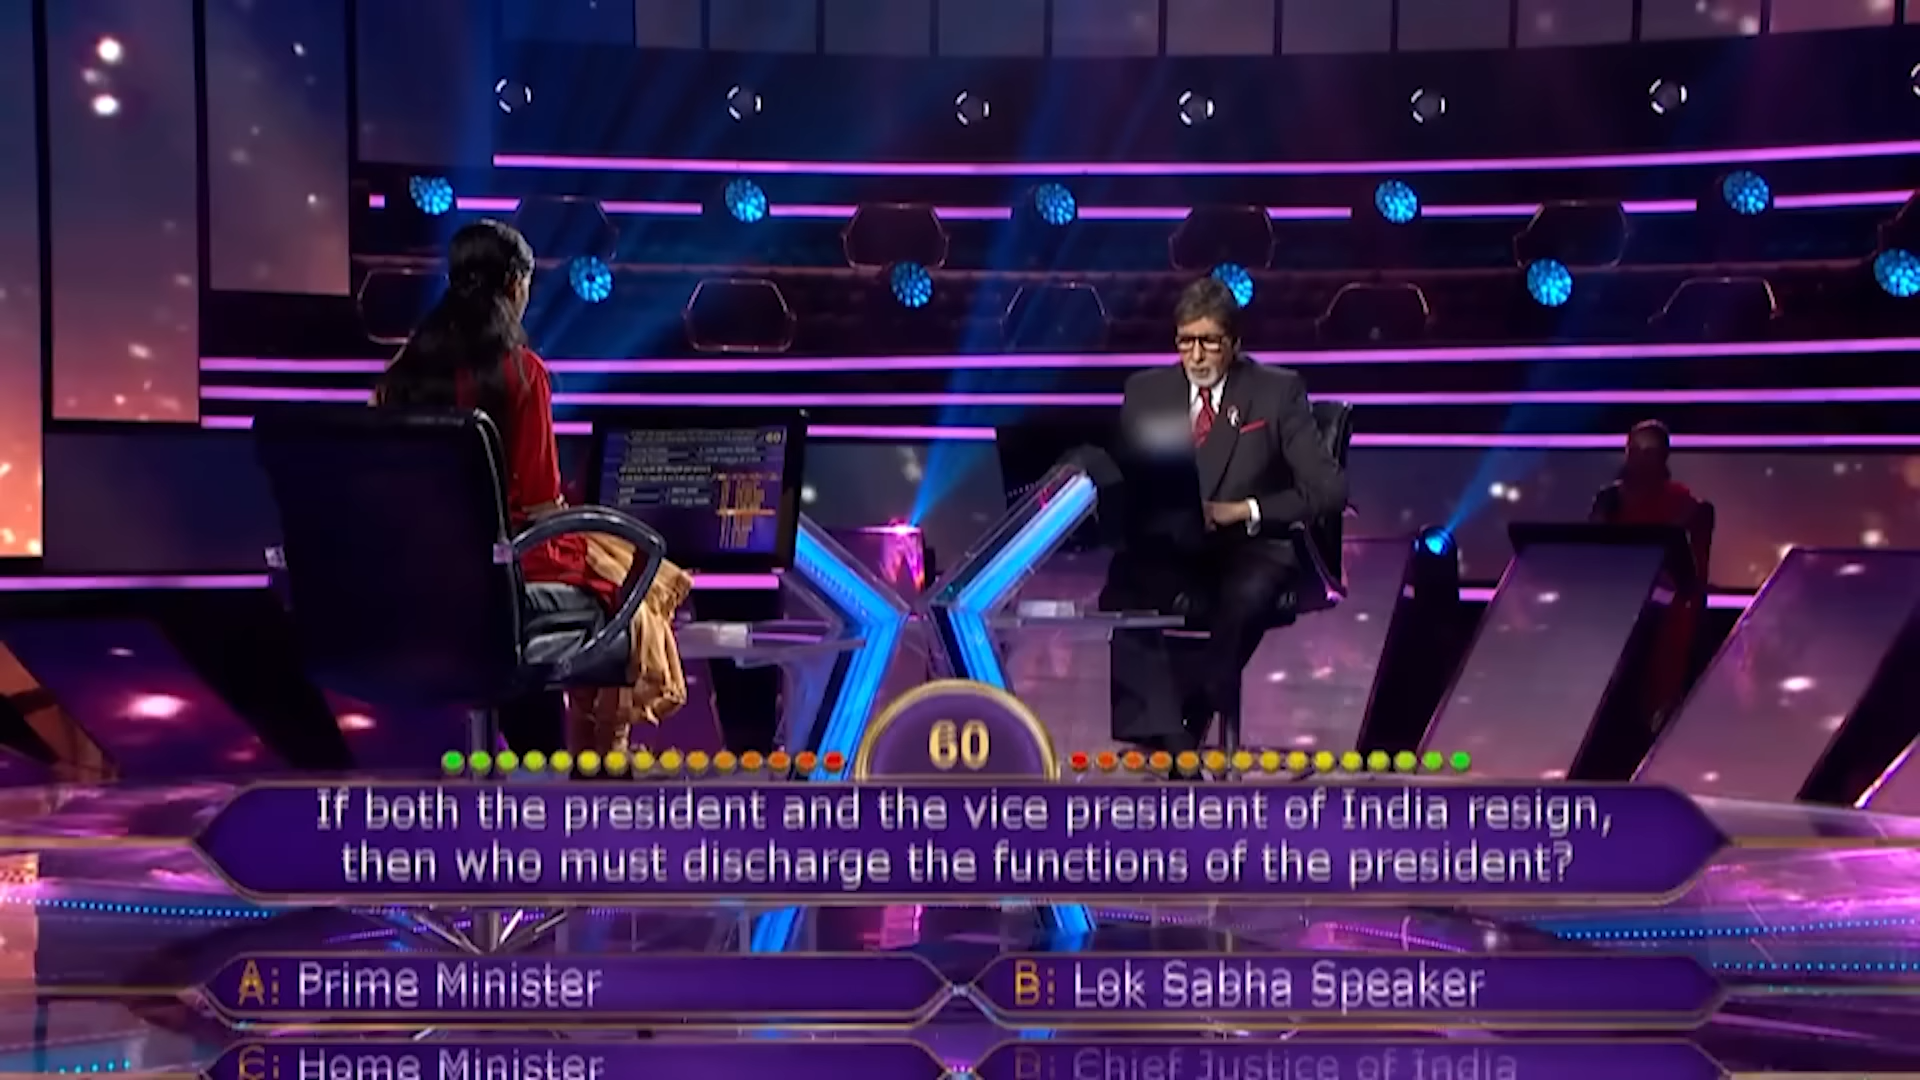 60
If both the president and the vice president of India resign,
then who must discharge the functions of the president?
A: Prime Minister
B: Lok Sabha Speaker
C: Home Minister
D: Chief Justice of India